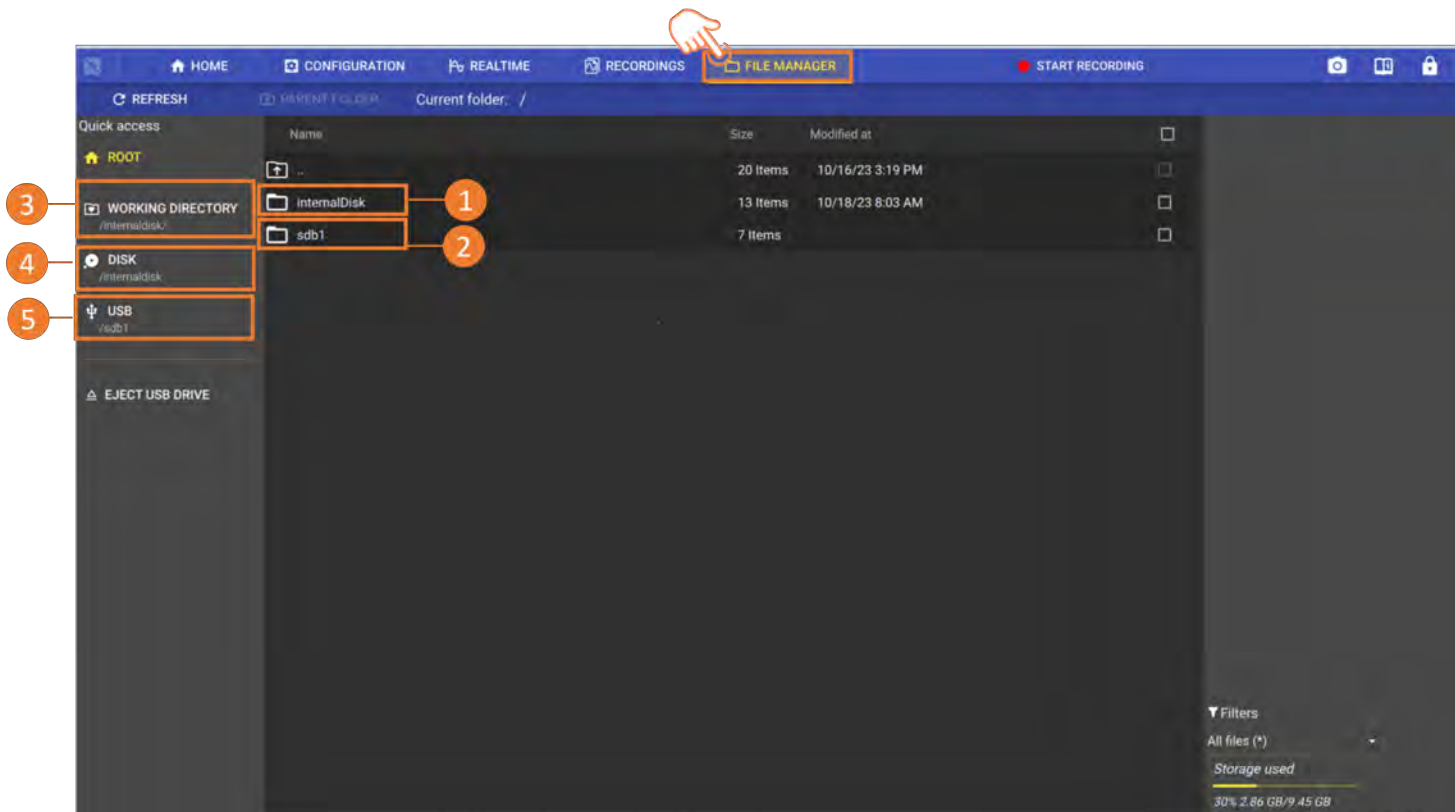 HOME CONFIGURATION REALTIME RECORDINGS FILE MANAGER START RECORDING
REFRESH PARENT FOLDER Current folder: /
Quick access
Name Size Modified at
ROOT
.. 20 Items 10/16/23 3:19 PM
3 WORKING DIRECTORY
/internaldisk/
internalDisk 1 13 Items 10/18/23 8:03 AM
sdb1 2 7 Items
4 DISK
/internaldisk
5 USB
/sdb1
EJECT USB DRIVE
Filters
All files (*)
Storage used
30% 2.86 GB/9.45 GB